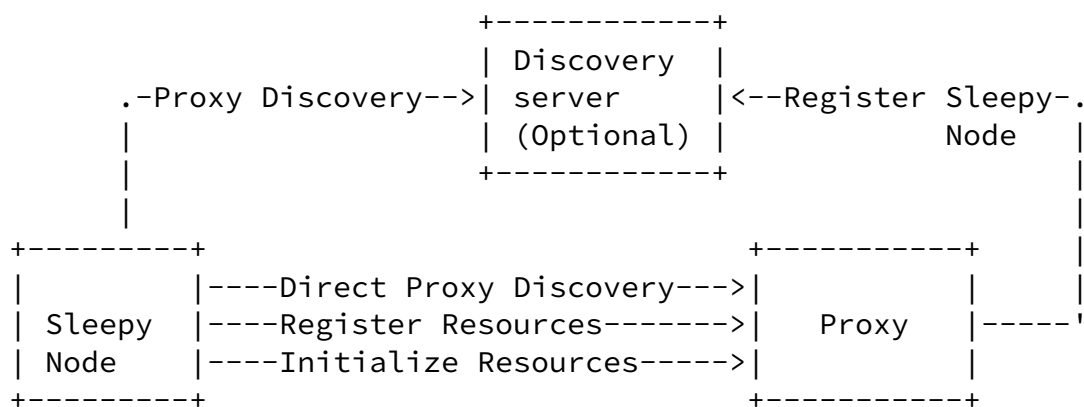 Discovery
.-Proxy Discovery-->| server |<--Register Sleepy-.
(Optional) Node
----Direct Proxy Discovery--->
Sleepy ----Register Resources-------> Proxy
Node ----Initialize Resources----->